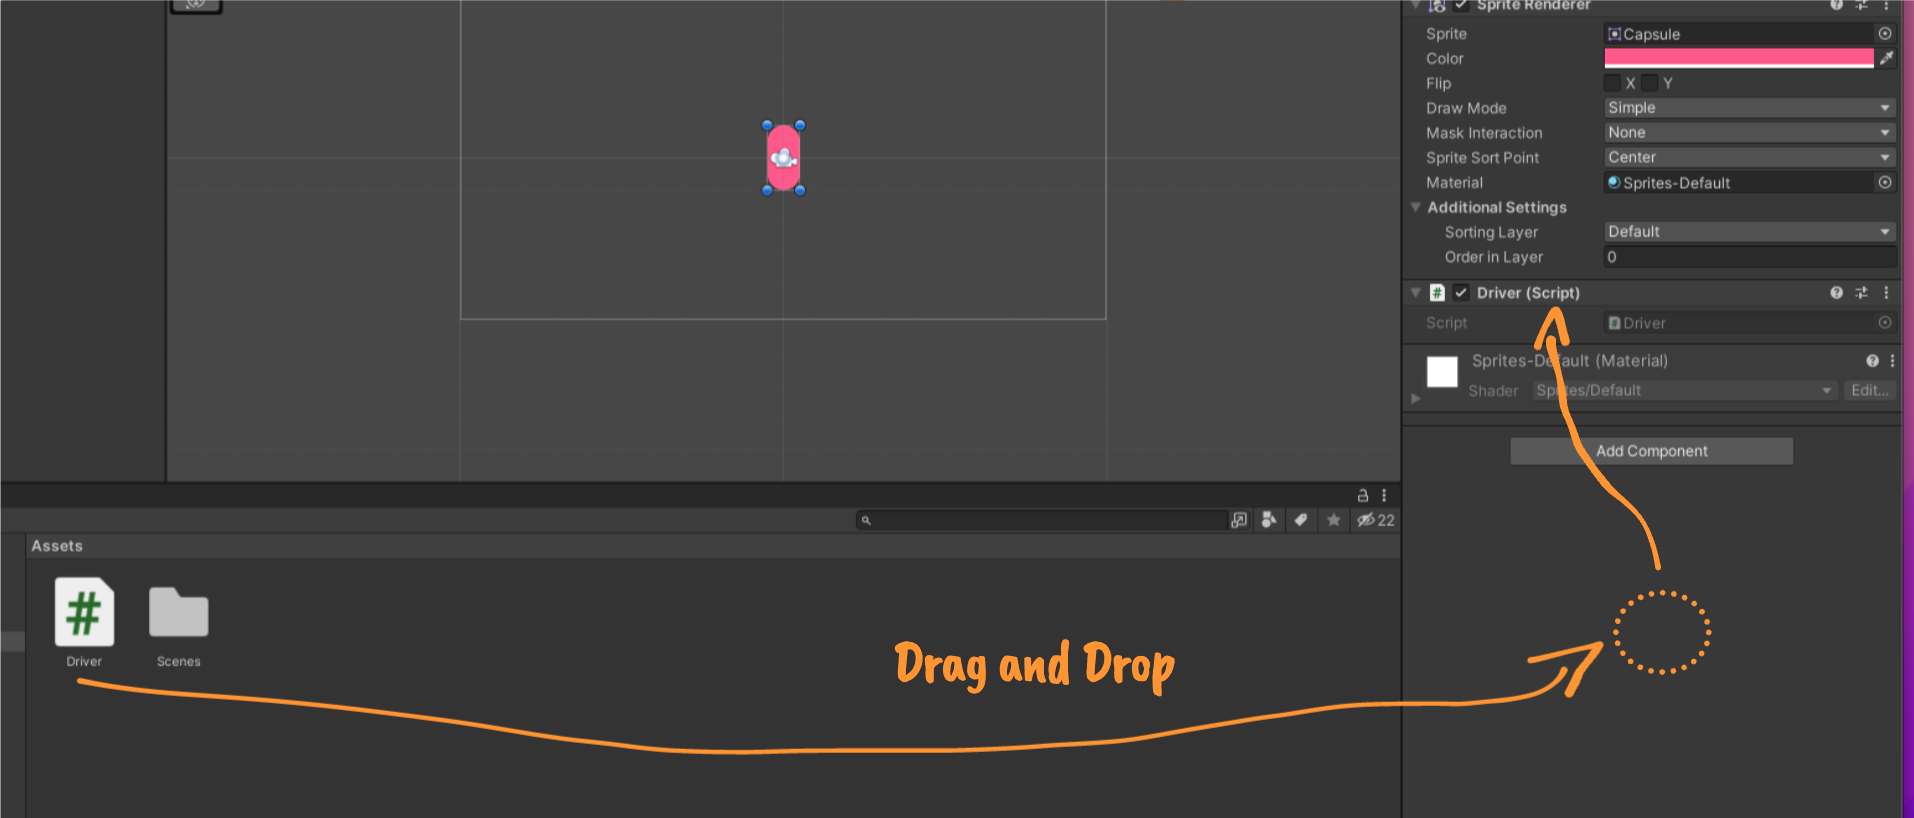 Sprite Renderer
Sprite Capsule
Color
Flip X Y
Draw Mode Simple
Mask Interaction None
Sprite Sort Point Center
Material Sprites-Default
Additional Settings
Sorting Layer Default
Order in Layer 0
# Driver (Script)
Script # Driver
Sprites-Default (Material)
Shader Sprites/Default Edit...
Add Component
22
Assets
#
Driver Scenes
Drag and Drop